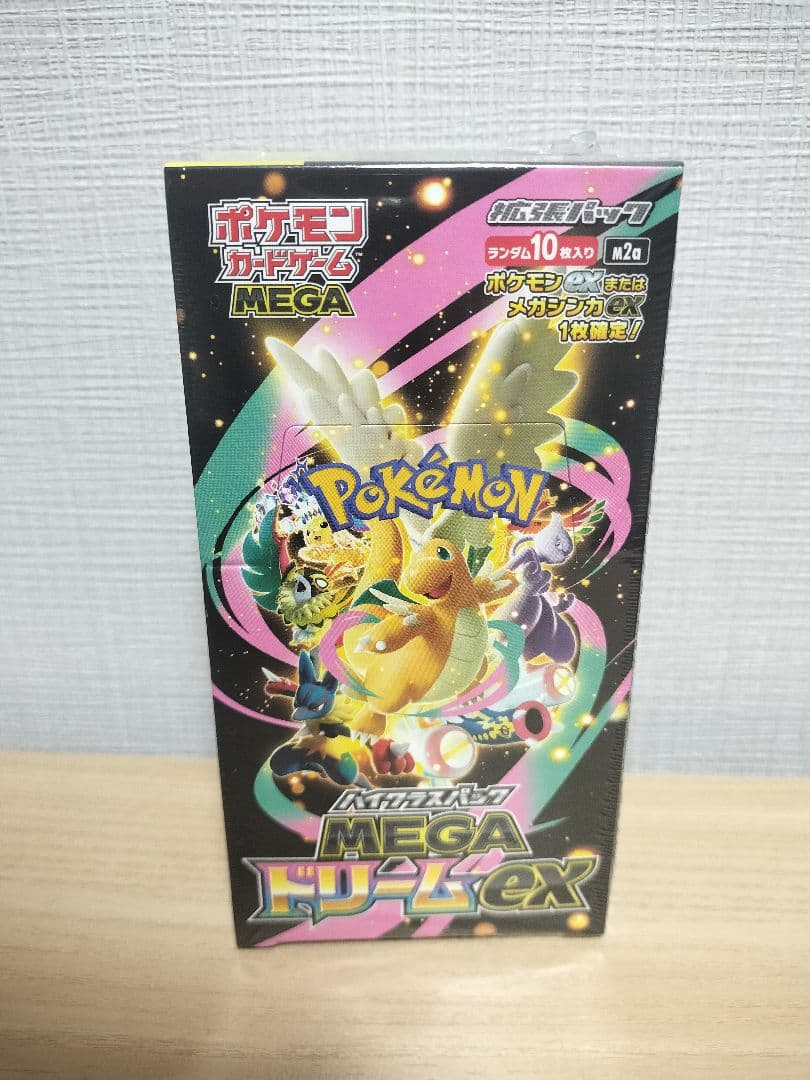 ポケモン
カードゲーム™
MEGA
拡張パック
ランダム10枚入り M2a
ポケモンexまたは
メガシンカex
1枚確定!
POKéMON™
ハイクラスパック
MEGA
ドリームex